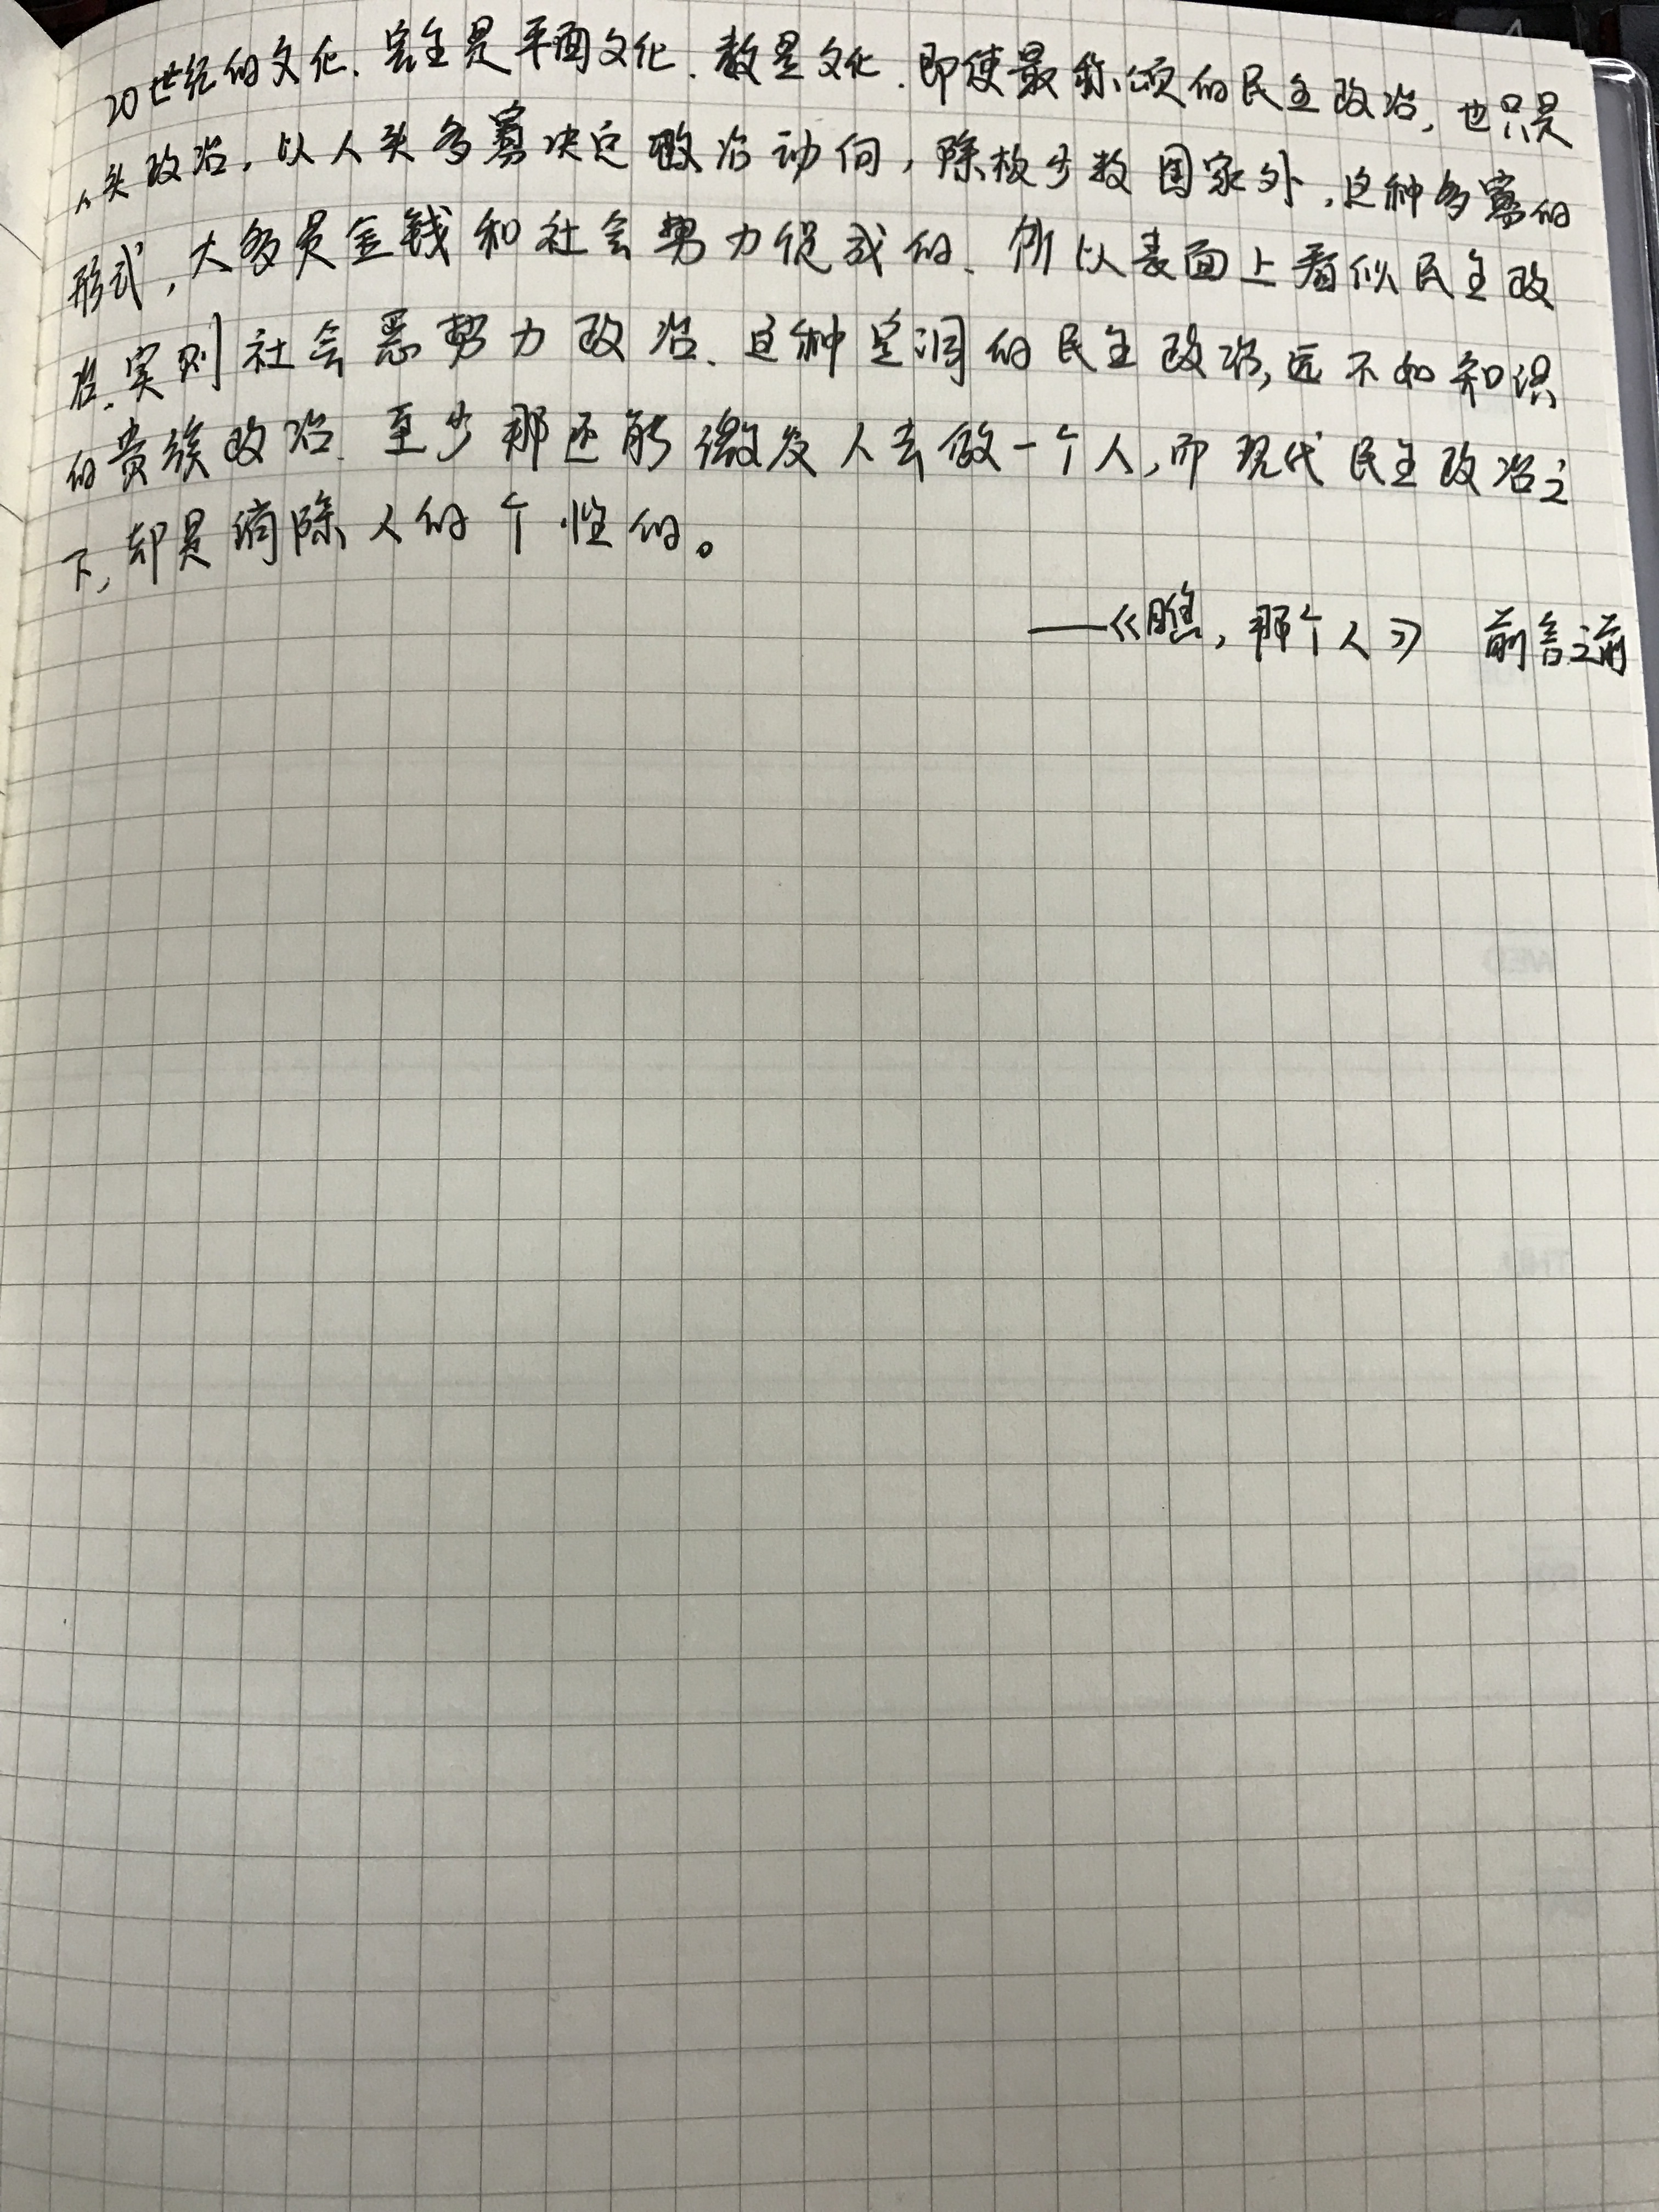 20世纪的文化、完全是平面文化、数量文化.即使最称颂的民主政治,也只是
人头政治,以人头多寡决定政治动向,除极少数国家外,这种多寡的
形式,大多是金钱和社会势力促成的、所以表面上看似民主政
治、实则社会恶势力政治、这种空洞的民主政治,远不如知识
的贵族政治.至少那还能激发人去做一个人,而现代民主政治之
下,却是消除人的个性的。
——《瞧,那个人》 前言之前